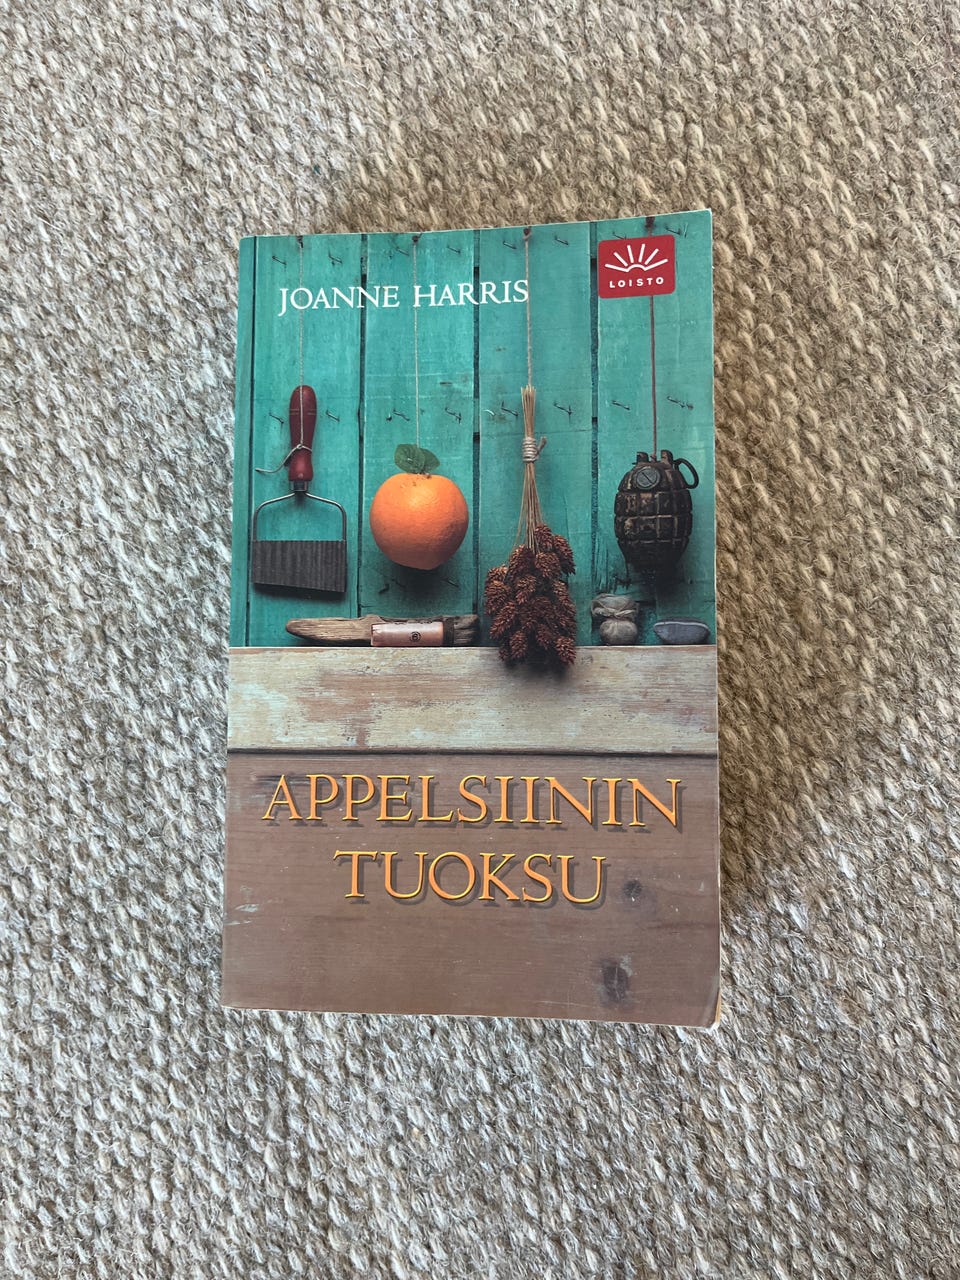 JOANNE HARRIS
LOISTO
APPELSIININ
TUOKSU